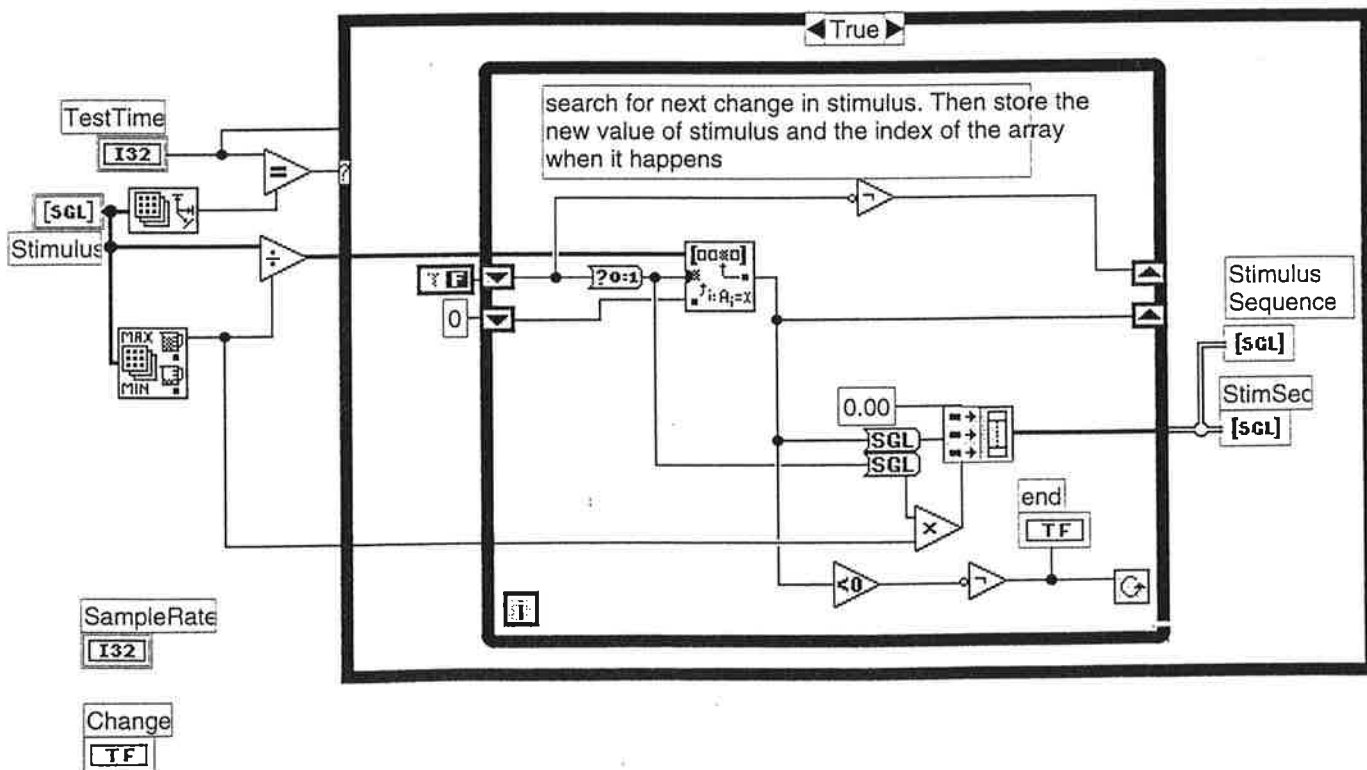 True
search for next change in stimulus. Then store the
new value of stimulus and the index of the array
when it happens
TestTime
I32
=
?
[SGL]
Stimulus
÷
MAX
MIN
F
?0:1
i: Ai=X
0
Stimulus
Sequence
[SGL]
StimSeq
[SGL]
0.00
SGL
SGL
x
end
TF
<0
i
SampleRate
I32
Change
TF